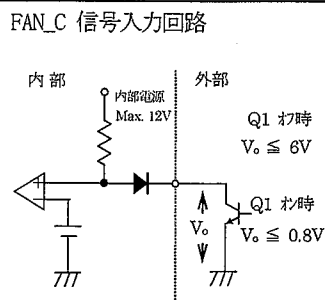 FAN_C 信号入力回路
内部
外部
内部電源
Max. 12V
Q1 オフ時
Vo ≦ 6V
Q1 オン時
Vo
Vo ≦ 0.8V